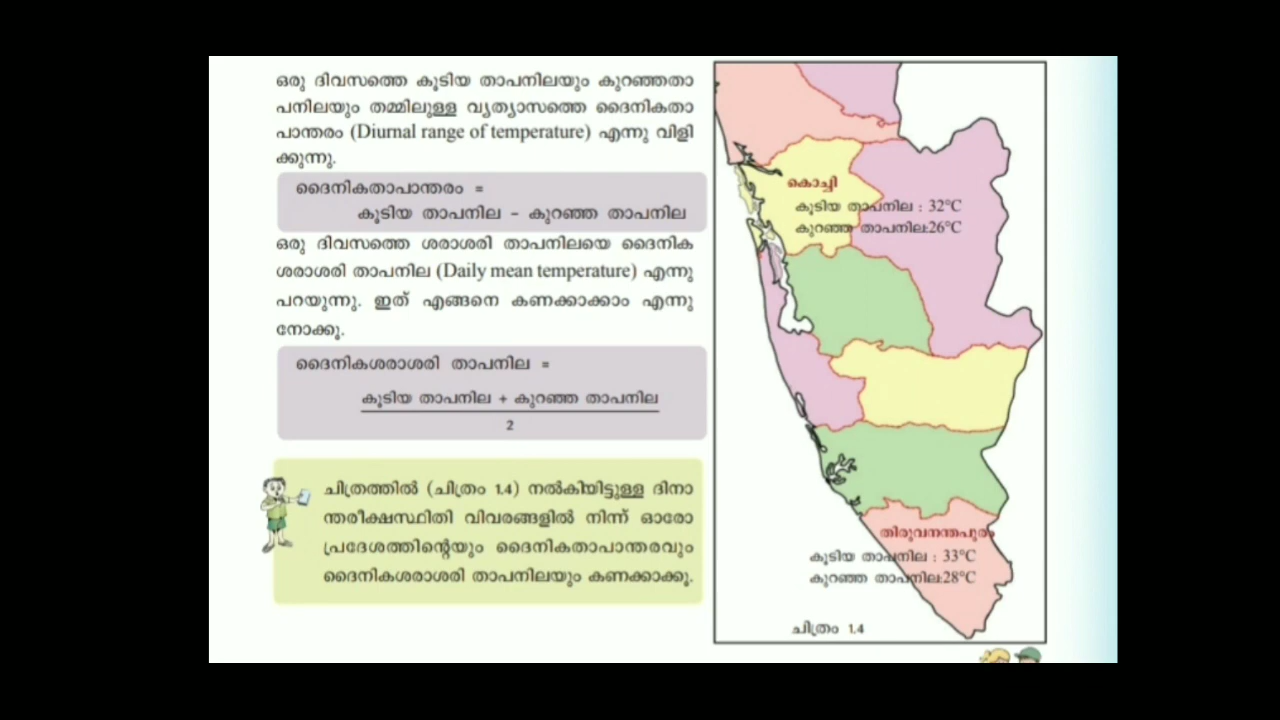 ഒരു ദിവസത്തെ കൂടിയ താപനിലയും കുറഞ്ഞതാ
പനിലയും തമ്മിലുള്ള വ്യത്യാസത്തെ ദൈനികതാ
പാന്തരം (Diurnal range of temperature) എന്നു വിളി
ക്കുന്നു.
ദൈനികതാപാന്തരം =
കൂടിയ താപനില - കുറഞ്ഞ താപനില
ഒരു ദിവസത്തെ ശരാശരി താപനിലയെ ദൈനിക
ശരാശരി താപനില (Daily mean temperature) എന്നു
പറയുന്നു. ഇത് എങ്ങനെ കണക്കാക്കാം എന്നു
നോക്കൂ.
ദൈനികശരാശരി താപനില =
കൂടിയ താപനില + കുറഞ്ഞ താപനില
2
ചിത്രത്തിൽ (ചിത്രം 1.4) നൽകിയിട്ടുള്ള ദിനാ
ന്തരീക്ഷസ്ഥിതി വിവരങ്ങളിൽ നിന്ന് ഓരോ
പ്രദേശത്തിന്റെയും ദൈനികതാപാന്തരവും
ദൈനികശരാശരി താപനിലയും കണക്കാക്കൂ.
കൊച്ചി
കൂടിയ താപനില : 32°C
കുറഞ്ഞ താപനില:26°C
തിരുവനന്തപുരം
കൂടിയ താപനില : 33°C
കുറഞ്ഞ താപനില:28°C
ചിത്രം 1.4